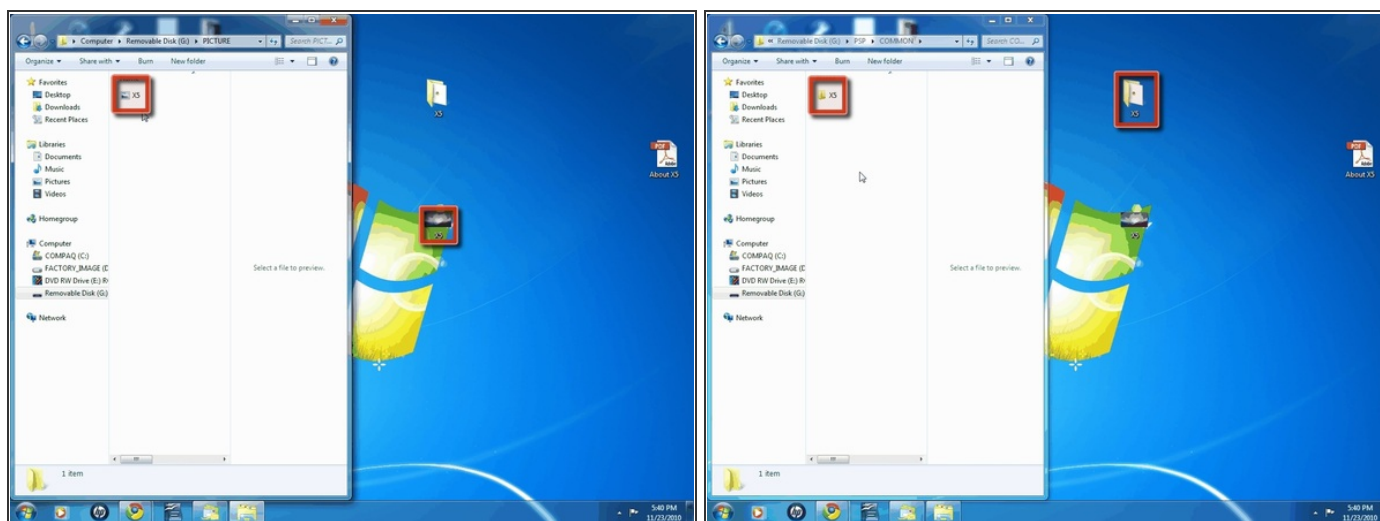 Computer ▸ Removable Disk (G:) ▸ PICTURE
Search PICT...
Organize Share with Burn New folder
Favorites
Desktop
Downloads
Recent Places
Libraries
Documents
Music
Pictures
Videos
Homegroup
Computer
COMPAQ (C:)
FACTORY_IMAGE (D
DVD RW Drive (E:) R
Removable Disk (G:)
Network
X5
Select a file to preview.
1 item
X5
X5
PDF
About X5
5:40 PM
11/23/2010
« Removable Disk (G:) ▸ PSP ▸ COMMON ▸
Search CO...
Organize Share with Burn New folder
Favorites
Desktop
Downloads
Recent Places
Libraries
Documents
Music
Pictures
Videos
Homegroup
Computer
COMPAQ (C:)
FACTORY_IMAGE (D
DVD RW Drive (E:) R
Removable Disk (G:)
Network
X5
Select a file to preview.
1 item
X5
X5
PDF
About X5
5:40 PM
11/23/2010